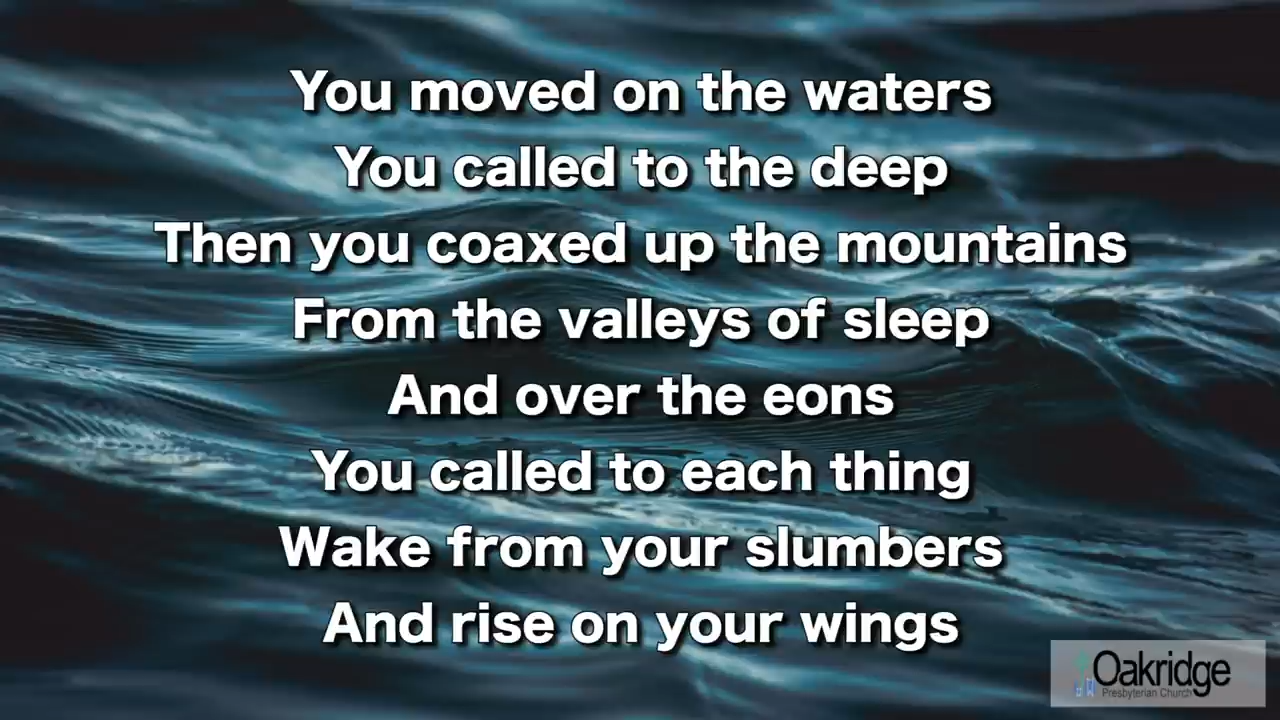 You moved on the waters
You called to the deep
Then you coaxed up the mountains
From the valleys of sleep
And over the eons
You called to each thing
Wake from your slumbers
And rise on your wings
Oakridge
Presbyterian Church